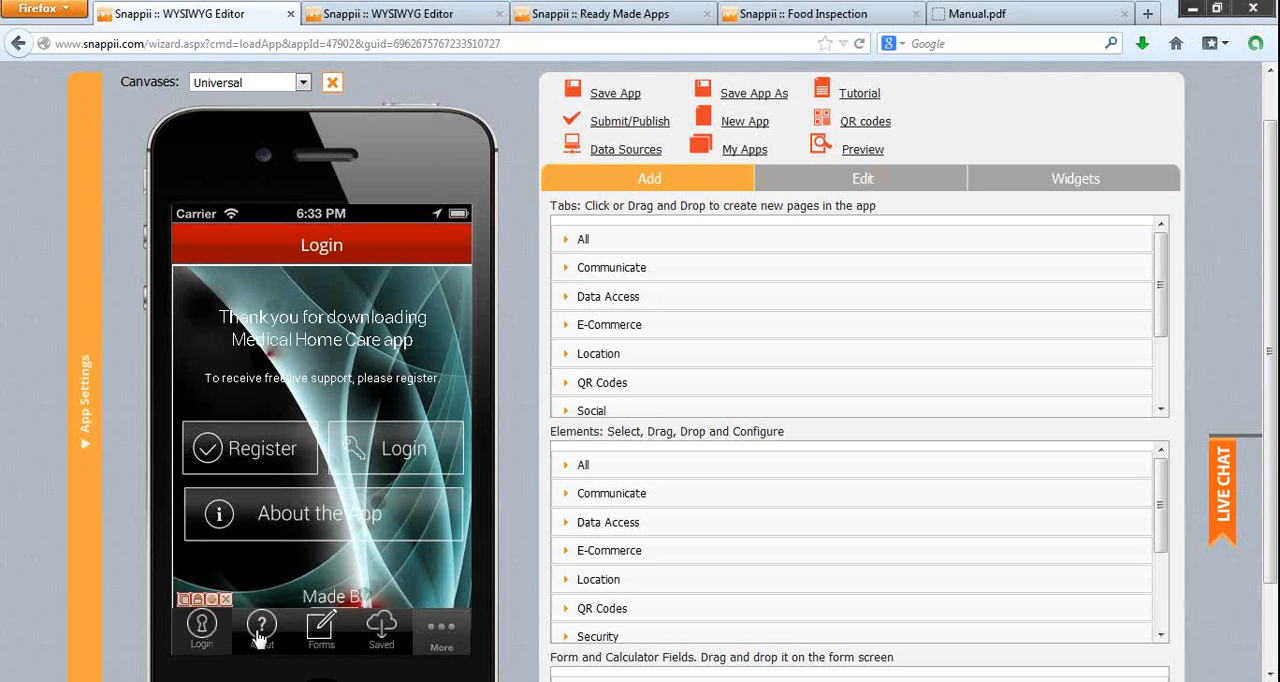 Firefox
Snappii :: WYSIWYG Editor
Snappii :: WYSIWYG Editor
Snappii :: Ready Made Apps
Snappii :: Food Inspection
Manual.pdf
www.snappii.com/wizard.aspx?cmd=loadApp&appId=47902&guid=6962675767233510727
Google
Canvases:
Universal
App Settings
Carrier
6:33 PM
Login
Thank you for downloading
Medical Home Care app
To receive free live support, please register.
Register
Login
About the App
Made By
Login
About
Forms
Saved
More
Save App
Save App As
Tutorial
Submit/Publish
New App
QR codes
Data Sources
My Apps
Preview
Add
Edit
Widgets
Tabs: Click or Drag and Drop to create new pages in the app
All
Communicate
Data Access
E-Commerce
Location
QR Codes
Social
Elements: Select, Drag, Drop and Configure
All
Communicate
Data Access
E-Commerce
Location
QR Codes
Security
Form and Calculator Fields. Drag and drop it on the form screen
LIVE CHAT